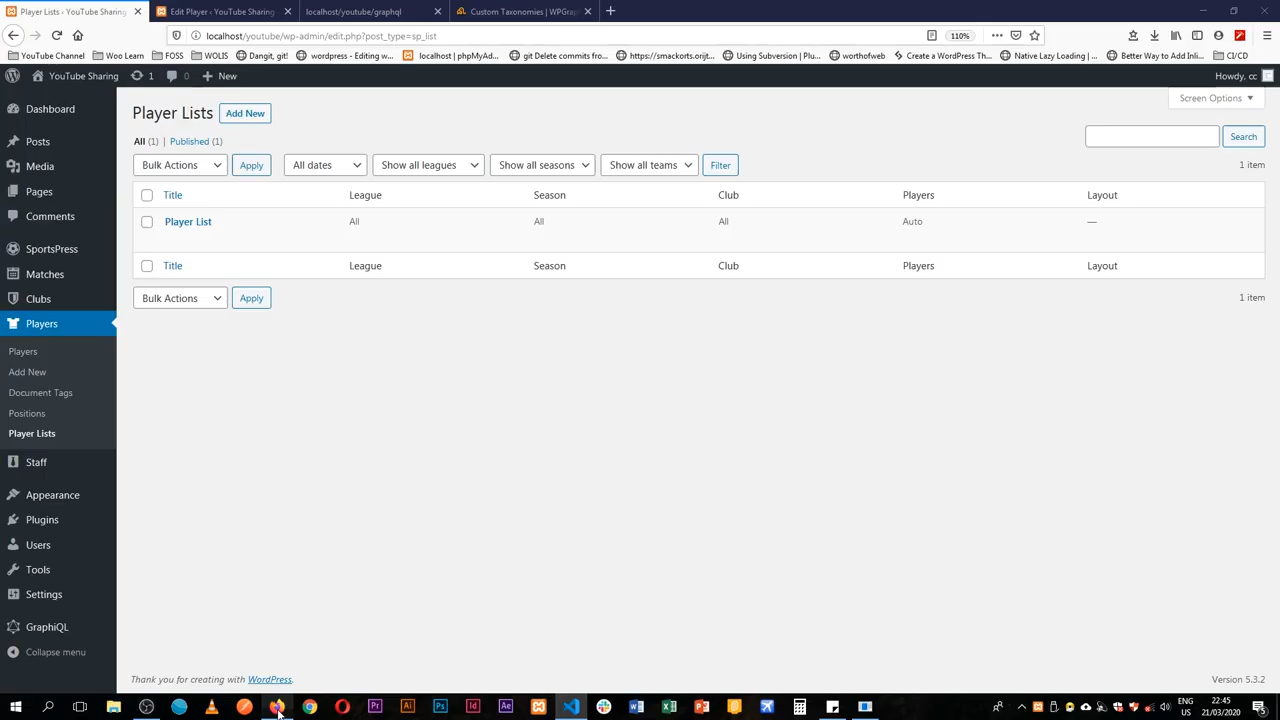 Player Lists ‹ YouTube Sharing
Edit Player ‹ YouTube Sharing
localhost/youtube/graphql
Custom Taxonomies | WPGra
localhost/youtube/wp-admin/edit.php?post_type=sp_list
110%
YouTube Channel
Woo Learn
FOSS
WOLIS
Dangit, git!
wordpress - Editing w...
localhost | phpMyAd...
git Delete commits fro...
Using Subversion | Plu...
worthofweb
https://smackorts.orijt...
Create a WordPress Th...
Native Lazy Loading | ...
Better Way to Add Inli...
CI/CD
YouTube Sharing
1
0
New
Howdy, cc
Dashboard
Posts
Media
Pages
Comments
SportsPress
Matches
Clubs
Players
Players
Add New
Document Tags
Positions
Player Lists
Staff
Appearance
Plugins
Users
Tools
Settings
GraphiQL
Collapse menu
Screen Options
Player Lists
Add New
All (1) | Published (1)
Search
Bulk Actions
Apply
All dates
Show all leagues
Show all seasons
Show all teams
Filter
1 item
Title League Season Club Players Layout
Player List All All All Auto —
Title League Season Club Players Layout
Bulk Actions
Apply
1 item
Thank you for creating with WordPress.
Version 5.3.2
Pr
Ai
Ps
Id
Ae
ENG
US
22:45
21/03/2020